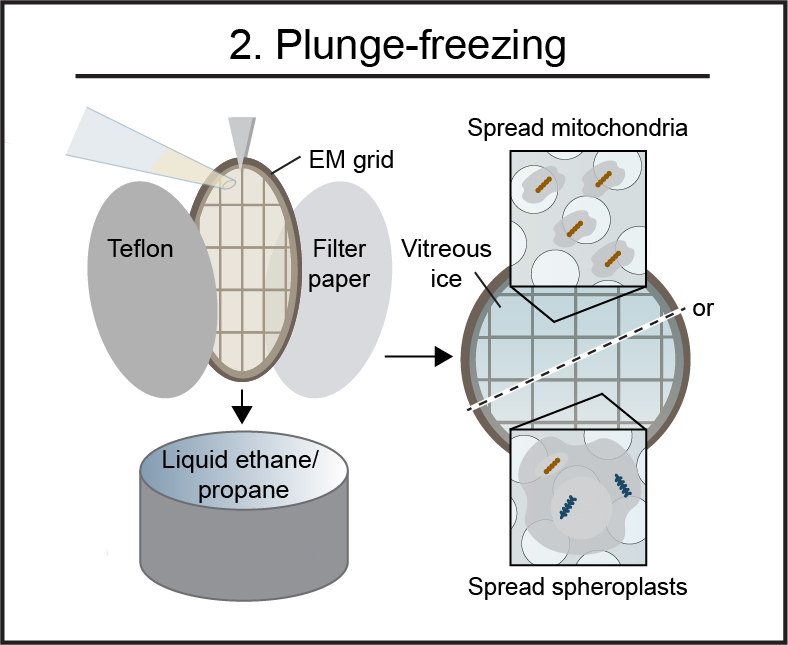 2. Plunge-freezing
EM grid
Teflon
Filter
paper
Liquid ethane/
propane
Spread mitochondria
Vitreous
ice
or
Spread spheroplasts